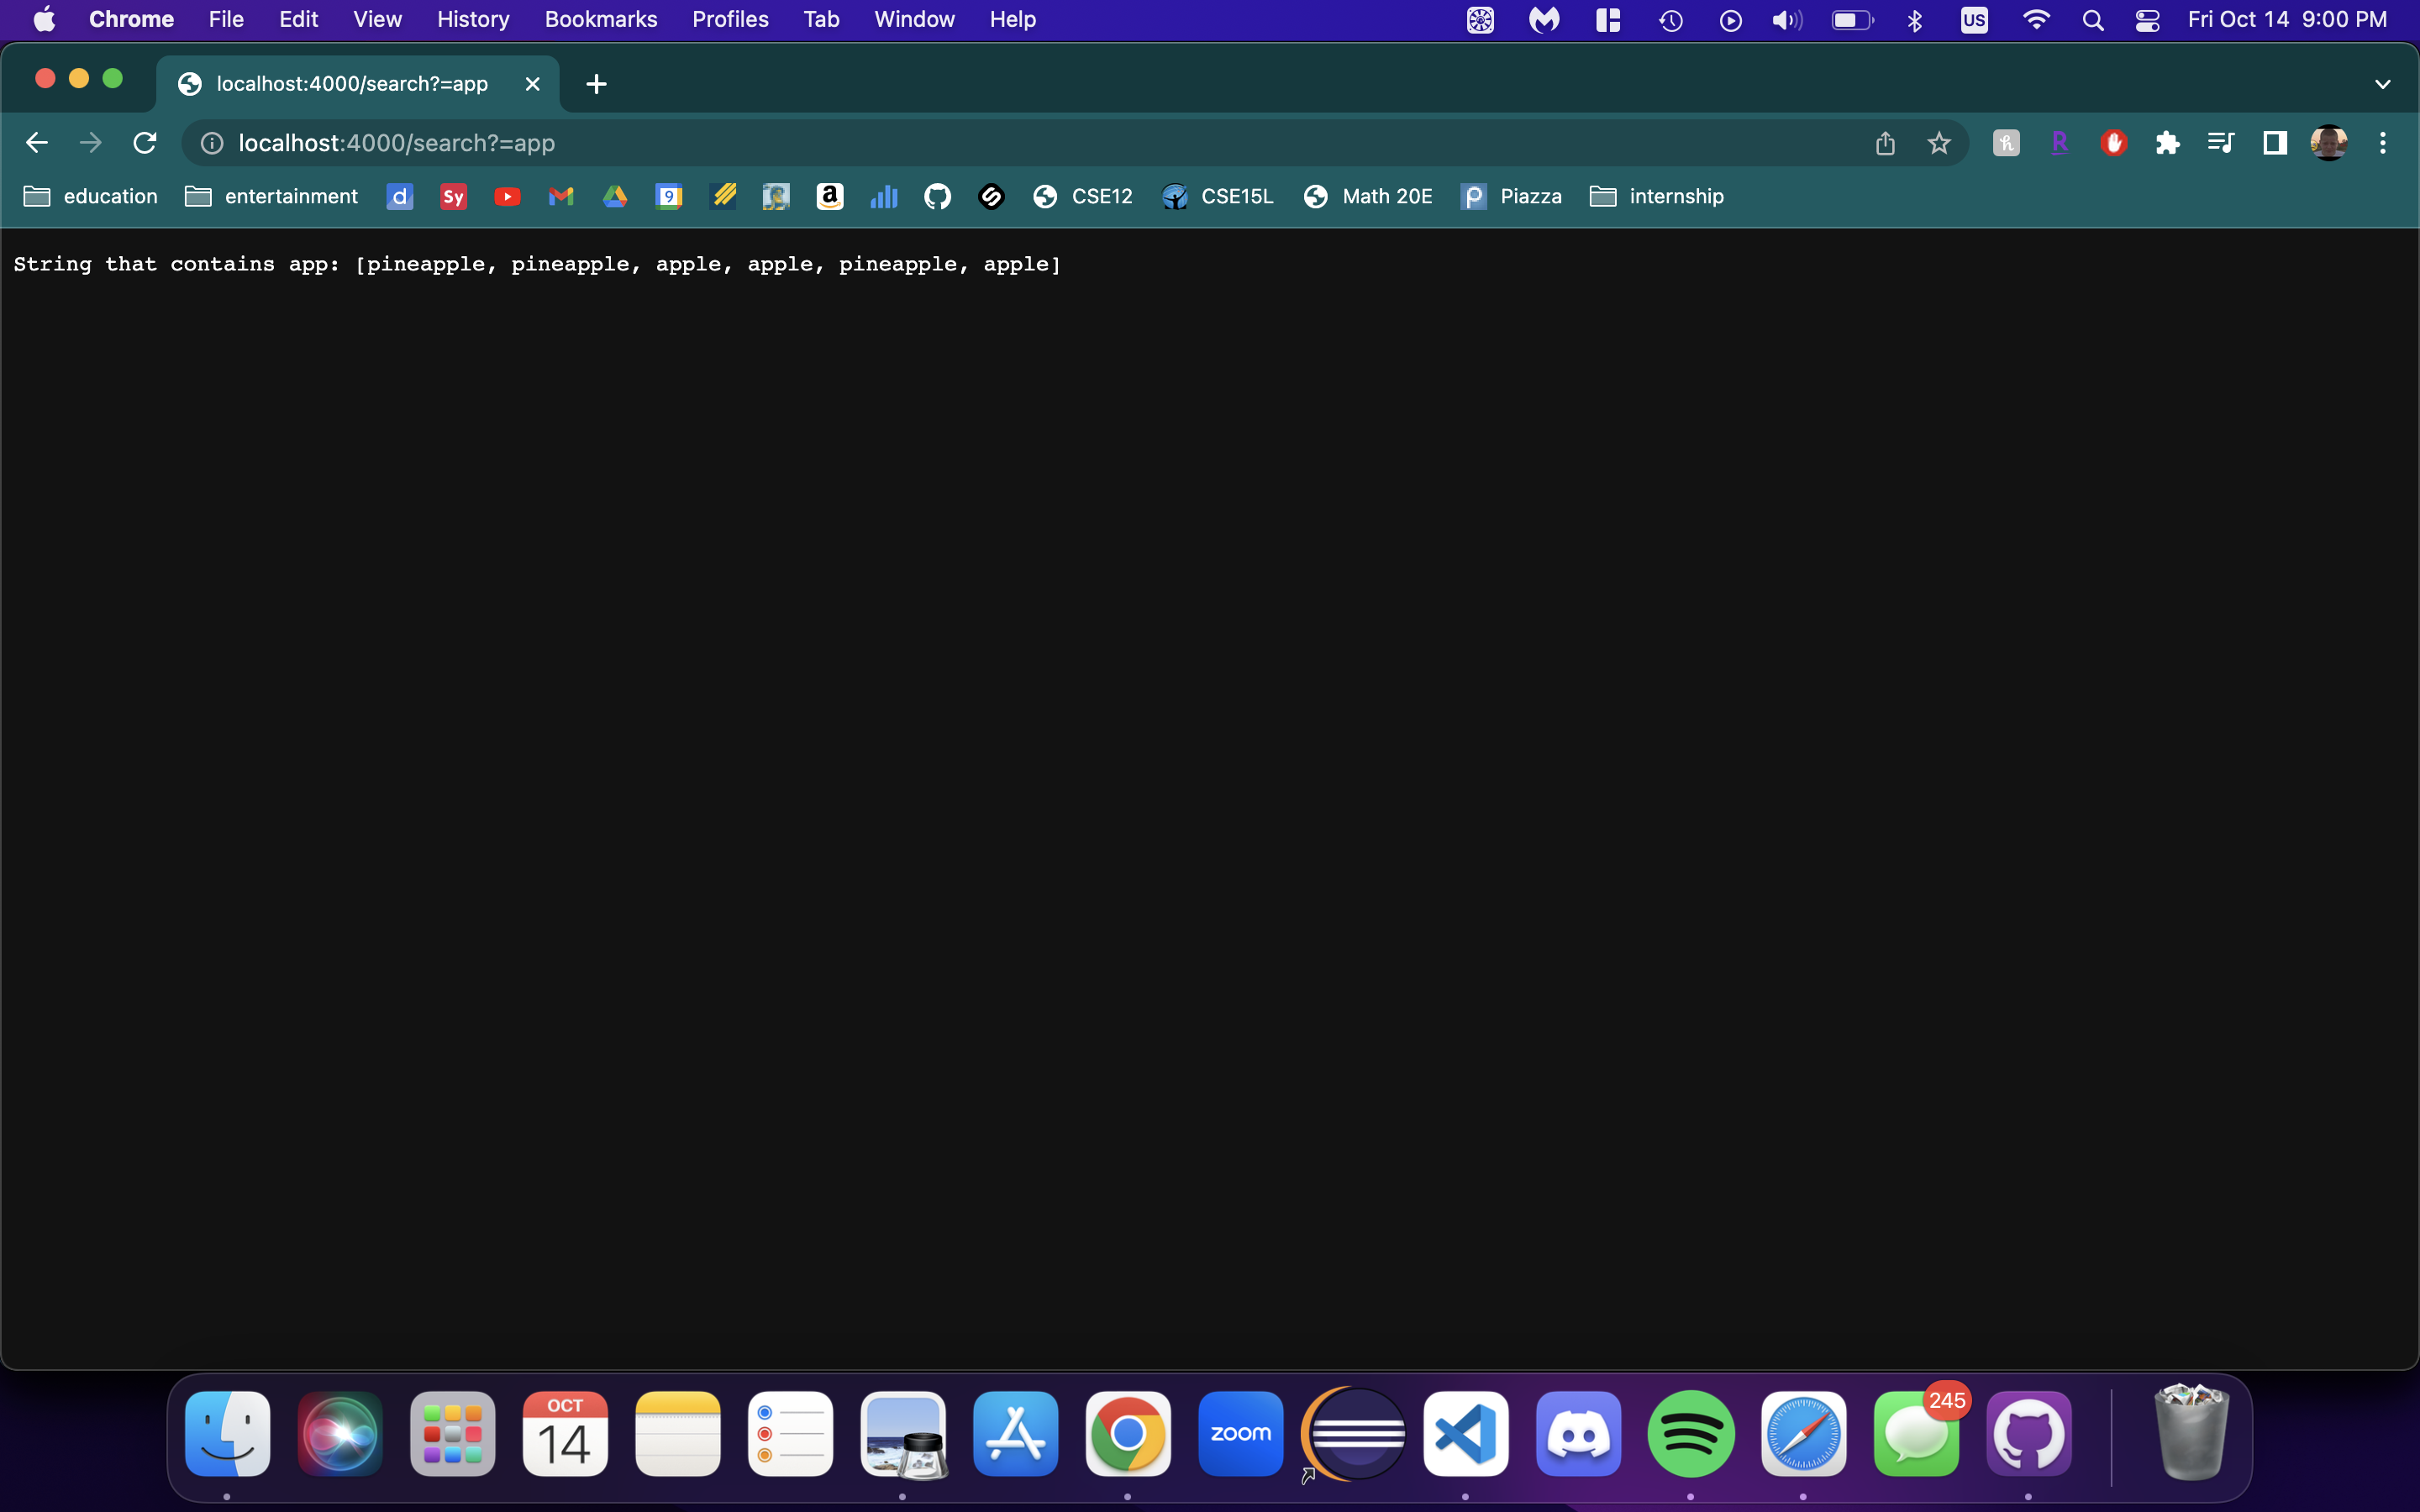 Chrome File Edit View History Bookmarks Profiles Tab Window Help US Fri Oct 14 9:00 PM
localhost:4000/search?=app
localhost:4000/search?=app
education entertainment d Sy 9 a CSE12 CSE15L Math 20E p Piazza internship
String that contains app: [pineapple, pineapple, apple, apple, pineapple, apple]
OCT
14
zoom
245